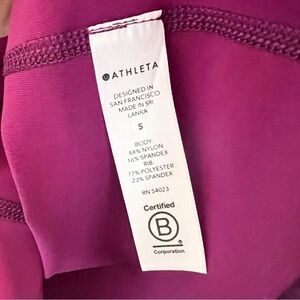 ATHLETA
DESIGNED IN
SAN FRANCISCO
MADE IN SRI
LANKA
S
BODY
84% NYLON
16% SPANDEX
RIB
77% POLYESTER
23% SPANDEX
RN 54023
Certified
B
®
Corporation